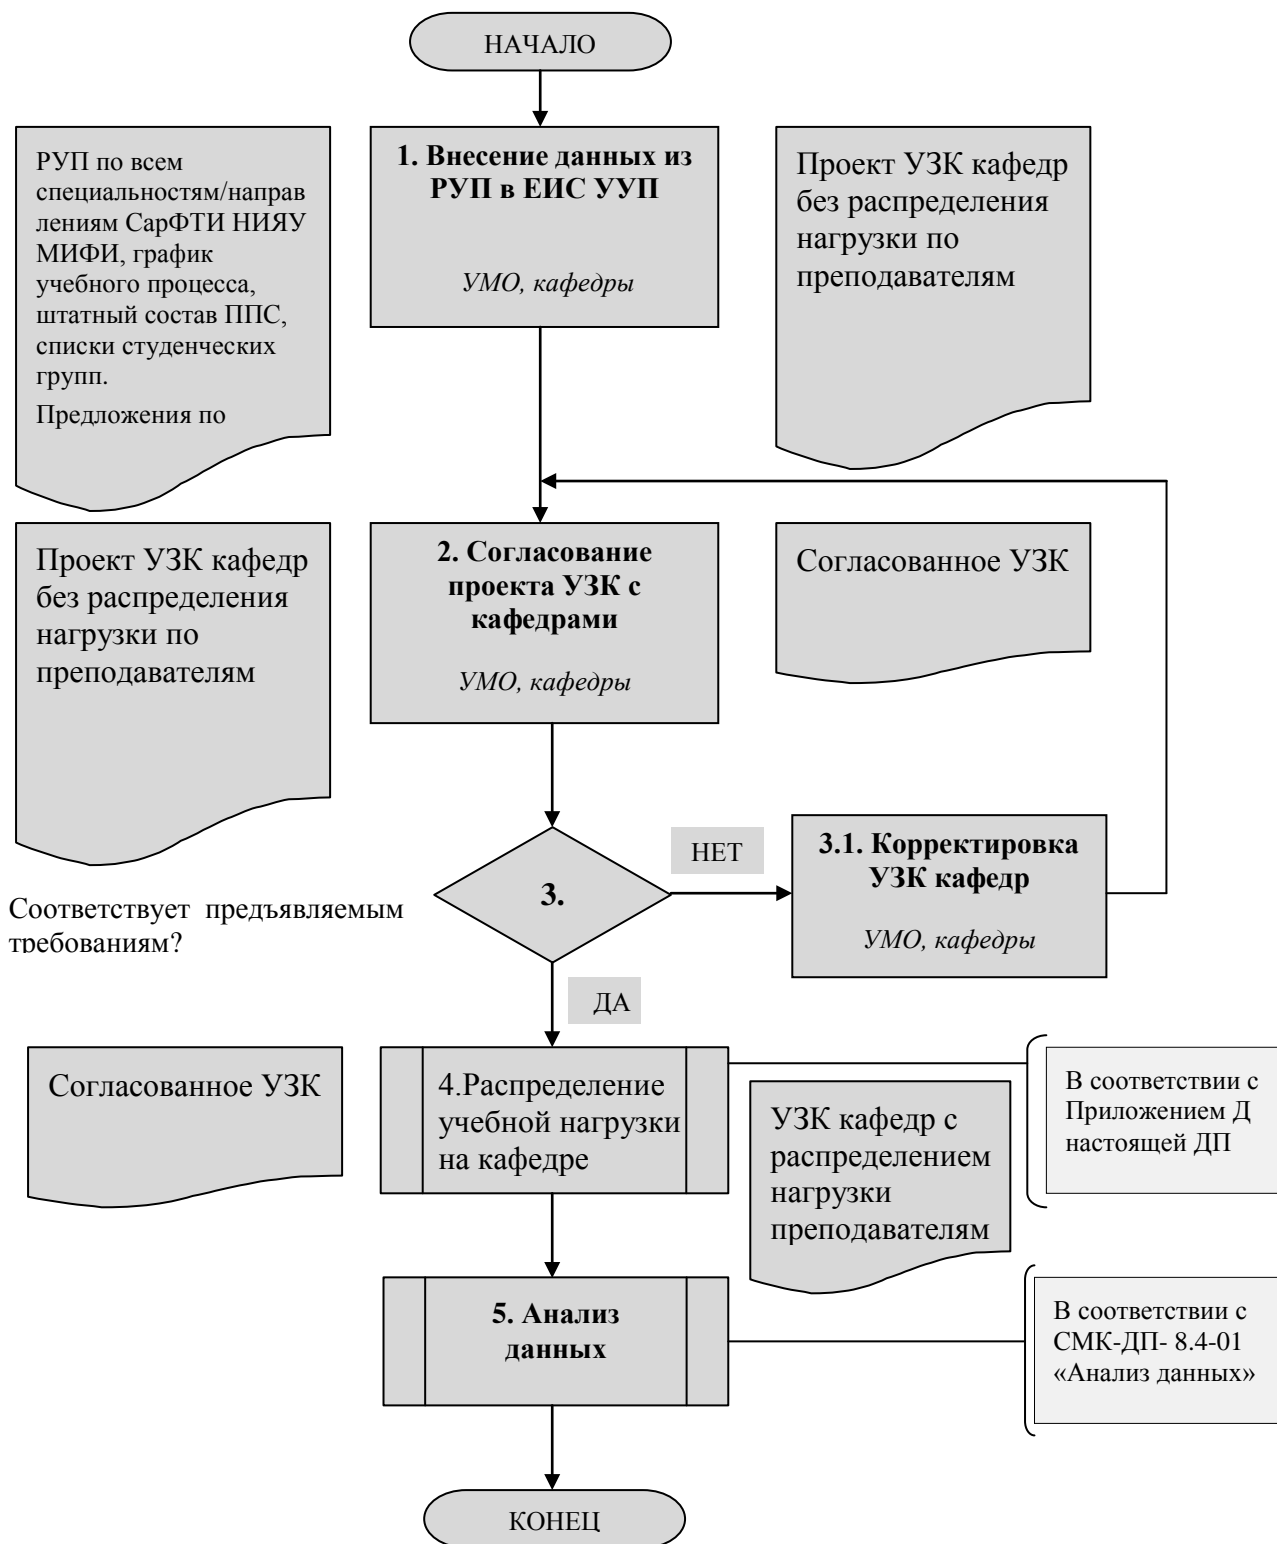 НАЧАЛО
РУП по всем
специальностям/направ
лениям СарФТИ НИЯУ
МИФИ, график
учебного процесса,
штатный состав ППС,
списки студенческих
групп.
Предложения по
1. Внесение данных из
РУП в ЕИС УУП
УМО, кафедры
Проект УЗК кафедр
без распределения
нагрузки по
преподавателям
Проект УЗК кафедр
без распределения
нагрузки по
преподавателям
2. Согласование
проекта УЗК с
кафедрами
УМО, кафедры
Согласованное УЗК
Соответствует предъявляемым
требованиям?
3.
НЕТ
3.1. Корректировка
УЗК кафедр
УМО, кафедры
ДА
Согласованное УЗК
4.Распределение
учебной нагрузки
на кафедре
УЗК кафедр с
распределением
нагрузки
преподавателям
В соответствии с
Приложением Д
настоящей ДП
5. Анализ
данных
В соответствии с
СМК-ДП- 8.4-01
«Анализ данных»
КОНЕЦ